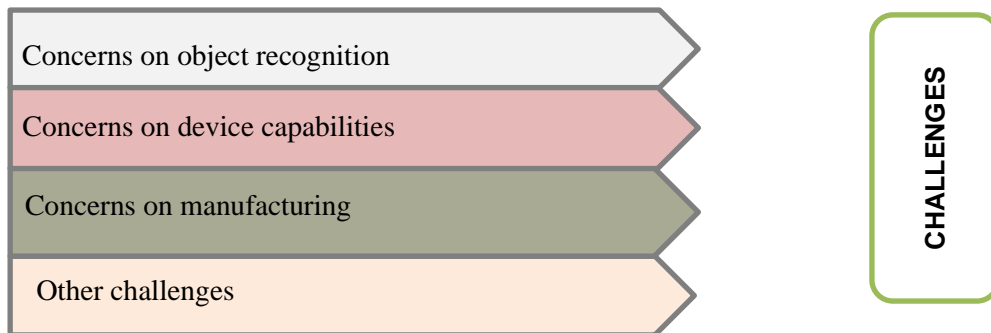 Concerns on object recognition
Concerns on device capabilities
Concerns on manufacturing
Other challenges
CHALLENGES